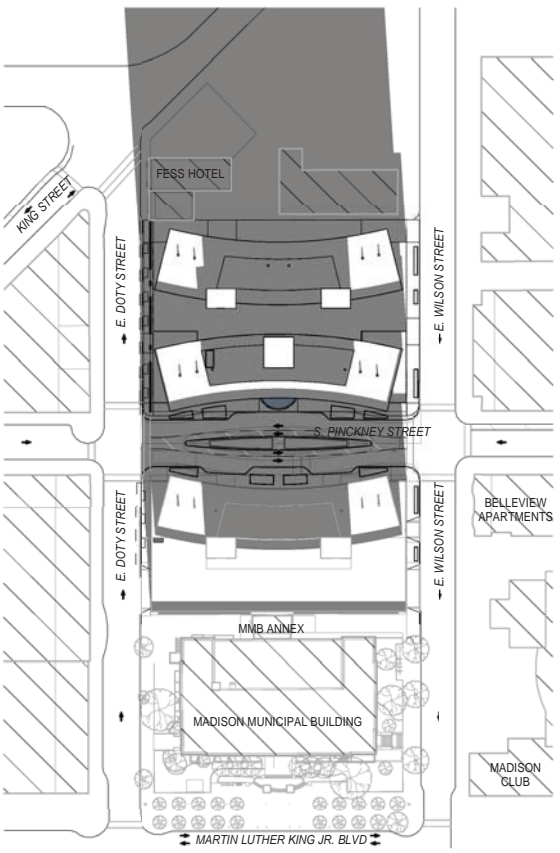 FESS HOTEL
KING STREET
E. DOTY STREET
E. WILSON STREET
S. PINCKNEY STREET
E. DOTY STREET
E. WILSON STREET
BELLEVIEW
APARTMENTS
MMB ANNEX
MADISON MUNICIPAL BUILDING
MADISON
CLUB
MARTIN LUTHER KING JR. BLVD